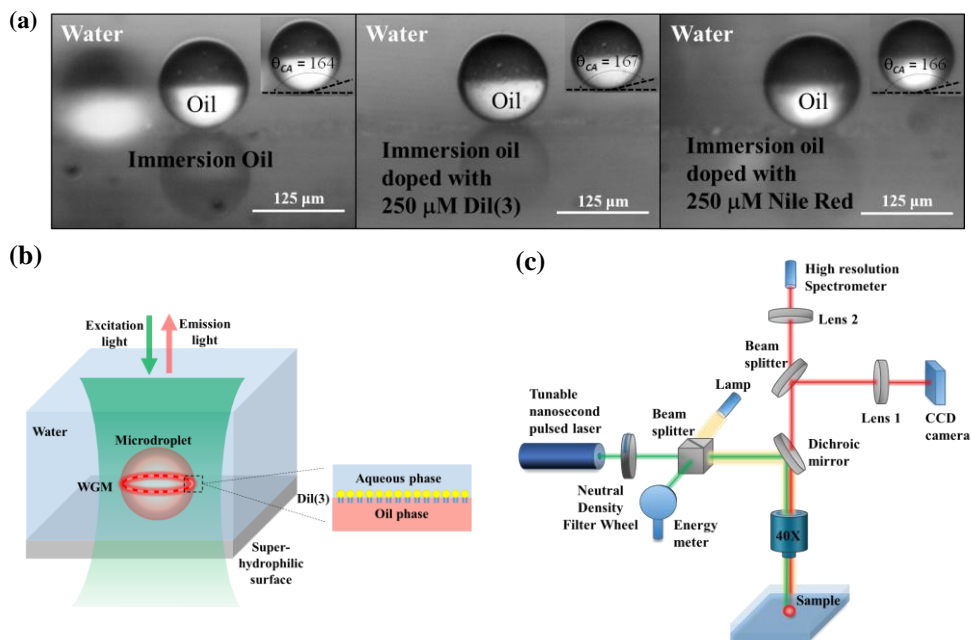 (a)
Water
θCA = 164
Oil
Immersion Oil
125 µm
Water
θCA = 167
Oil
Immersion oil
doped with
250 µM Dil(3)
125 µm
Water
θCA = 166
Oil
Immersion oil
doped with
250 µM Nile Red
125 µm
(b)
Excitation
light
Emission
light
Water
Microdroplet
WGM
Dil(3)
Aqueous phase
Oil phase
Super-
hydrophilic
surface
(c)
High resolution
Spectrometer
Lens 2
Beam
splitter
Lamp
Tunable
nanosecond
pulsed laser
Beam
splitter
Lens 1
CCD
camera
Dichroic
mirror
Neutral
Density
Filter Wheel
Energy
meter
40X
Sample